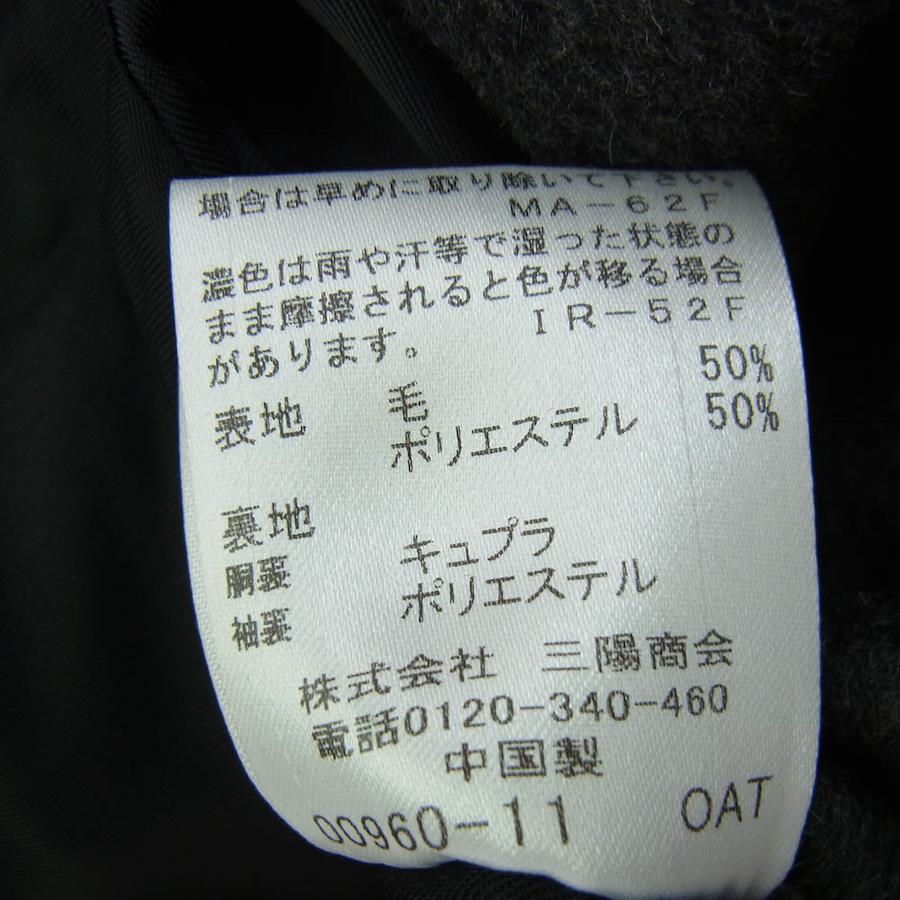 場合は早めに取り除いて下さい。
MA-62F
濃色は雨や汗等で湿った状態の
まま摩擦されると色が移る場合
があります。 IR-52F
表地 毛 50%
ポリエステル 50%
裏地
胴裏 キュプラ
袖裏 ポリエステル
株式会社 三陽商会
電話0120-340-460
中国製
00960-11 OAT